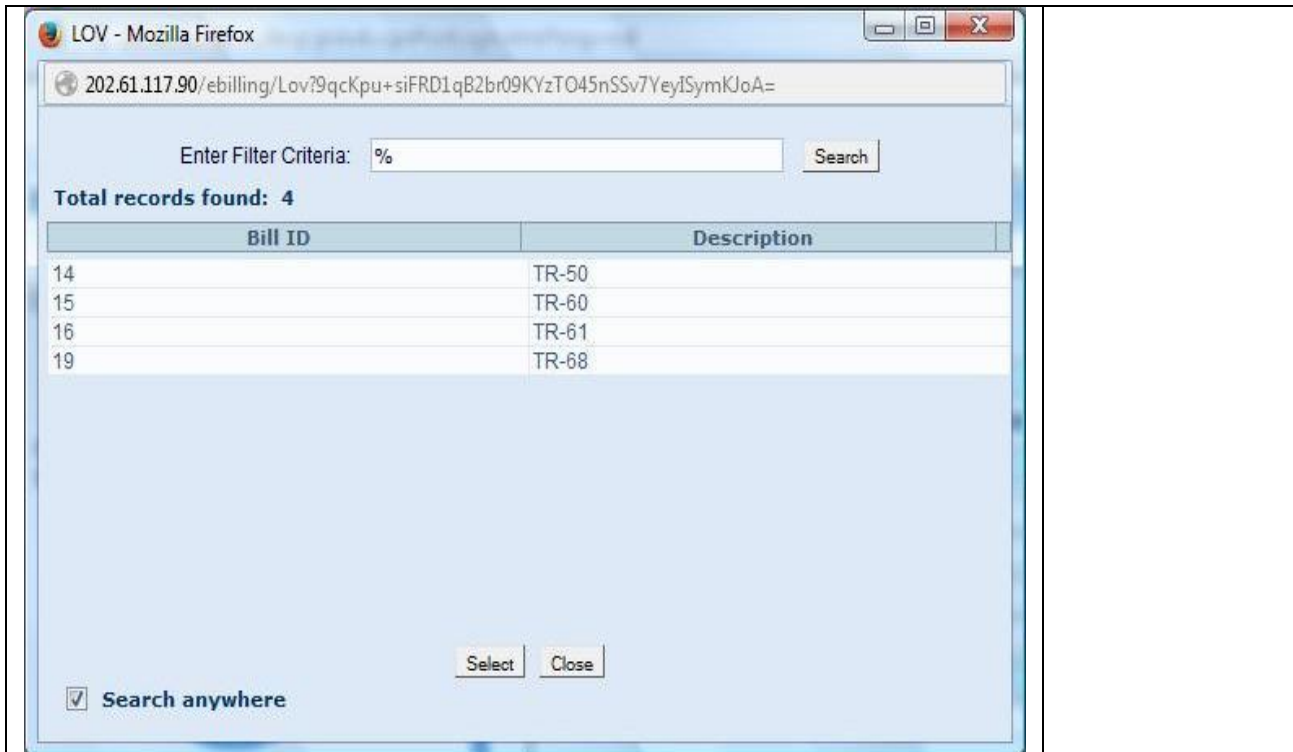 LOV - Mozilla Firefox
202.61.117.90/ebilling/Lov?9qcKpu+siFRD1qB2br09KYzTO45nSSv7YeyISymKJoA=
Enter Filter Criteria: % Search
Total records found: 4
Bill ID Description
14 TR-50
15 TR-60
16 TR-61
19 TR-68
Select Close
Search anywhere